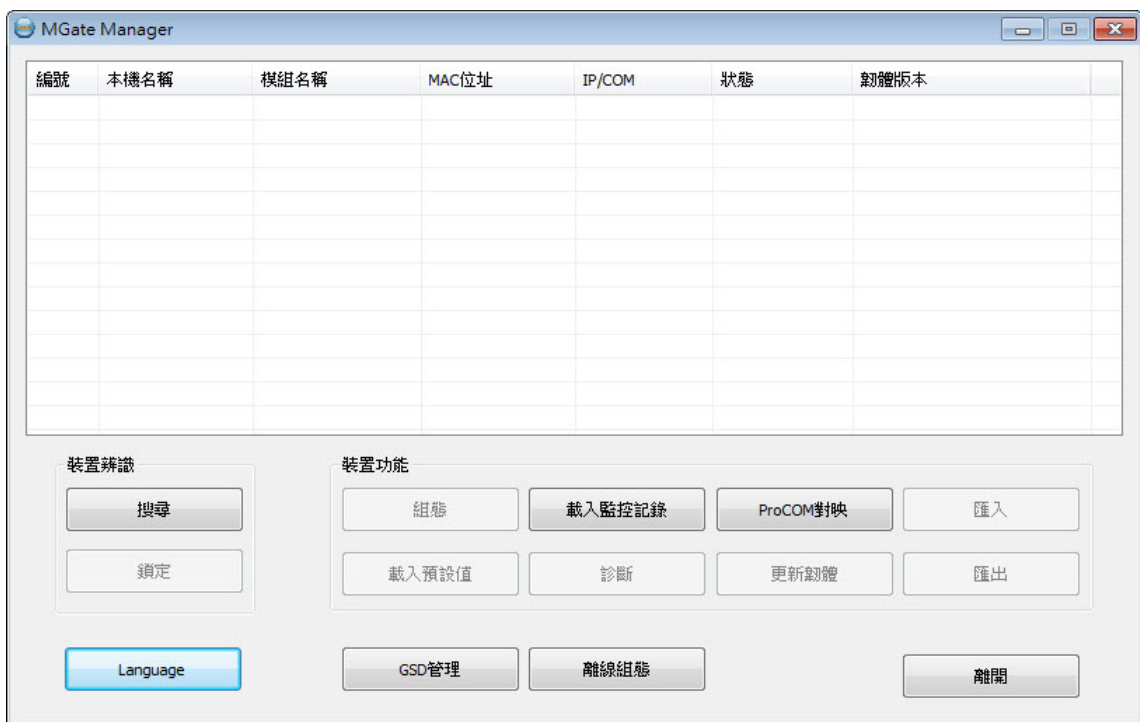 MGate Manager
編號 本機名稱 模組名稱 MAC位址 IP/COM 狀態 韌體版本
裝置辨識 裝置功能
搜尋 組態 載入監控記錄 ProCOM對映 匯入
鎖定 載入預設值 診斷 更新韌體 匯出
Language GSD管理 離線組態 離開